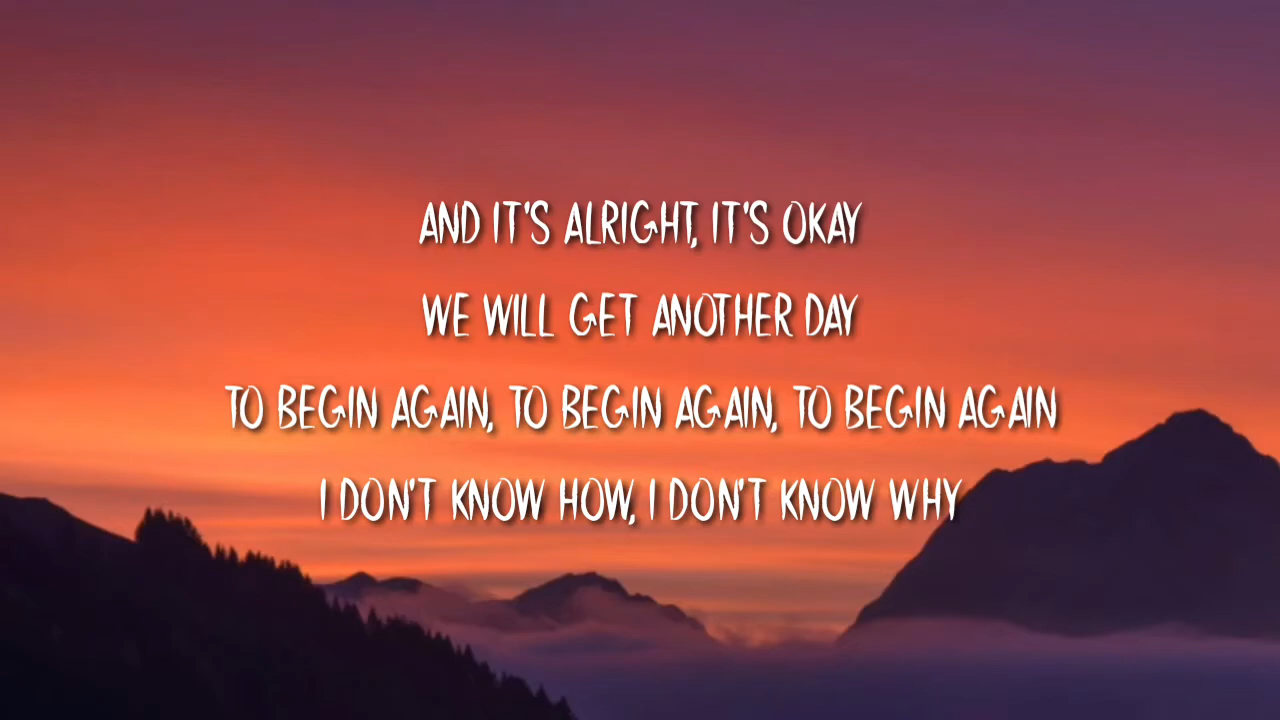 AND IT'S ALRIGHT, IT'S OKAY
WE WILL GET ANOTHER DAY
TO BEGIN AGAIN, TO BEGIN AGAIN, TO BEGIN AGAIN
I DON'T KNOW HOW, I DON'T KNOW WHY